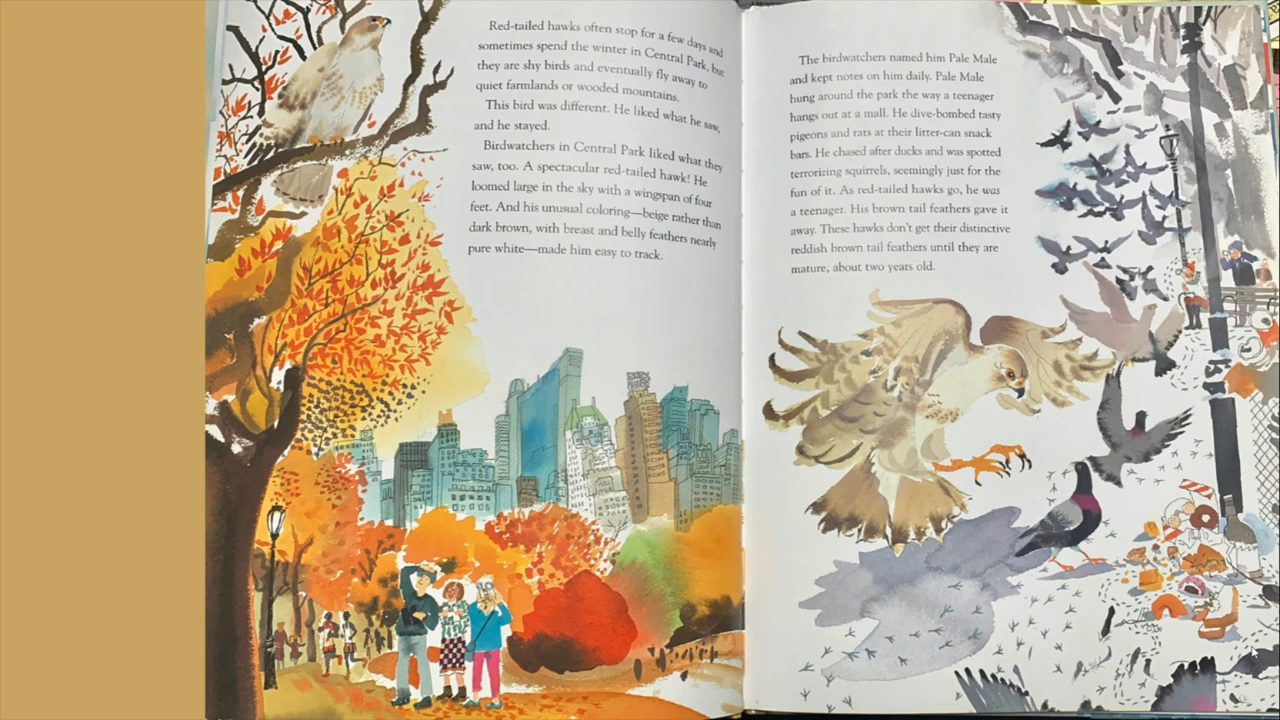 Red-tailed hawks often stop for a few days and
sometimes spend the winter in Central Park, but
they are shy birds and eventually fly away to
quiet farmlands or wooded mountains.
This bird was different. He liked what he saw,
and he stayed.
Birdwatchers in Central Park liked what they
saw, too. A spectacular red-tailed hawk! He
loomed large in the sky with a wingspan of four
feet. And his unusual coloring—beige rather than
dark brown, with breast and belly feathers nearly
pure white—made him easy to track.
The birdwatchers named him Pale Male
and kept notes on him daily. Pale Male
hung around the park the way a teenager
hangs out at a mall. He dive-bombed tasty
pigeons and rats at their litter-can snack
bars. He chased after ducks and was spotted
terrorizing squirrels, seemingly just for the
fun of it. As red-tailed hawks go, he was
a teenager. His brown tail feathers gave it
away. These hawks don't get their distinctive
reddish brown tail feathers until they are
mature, about two years old.